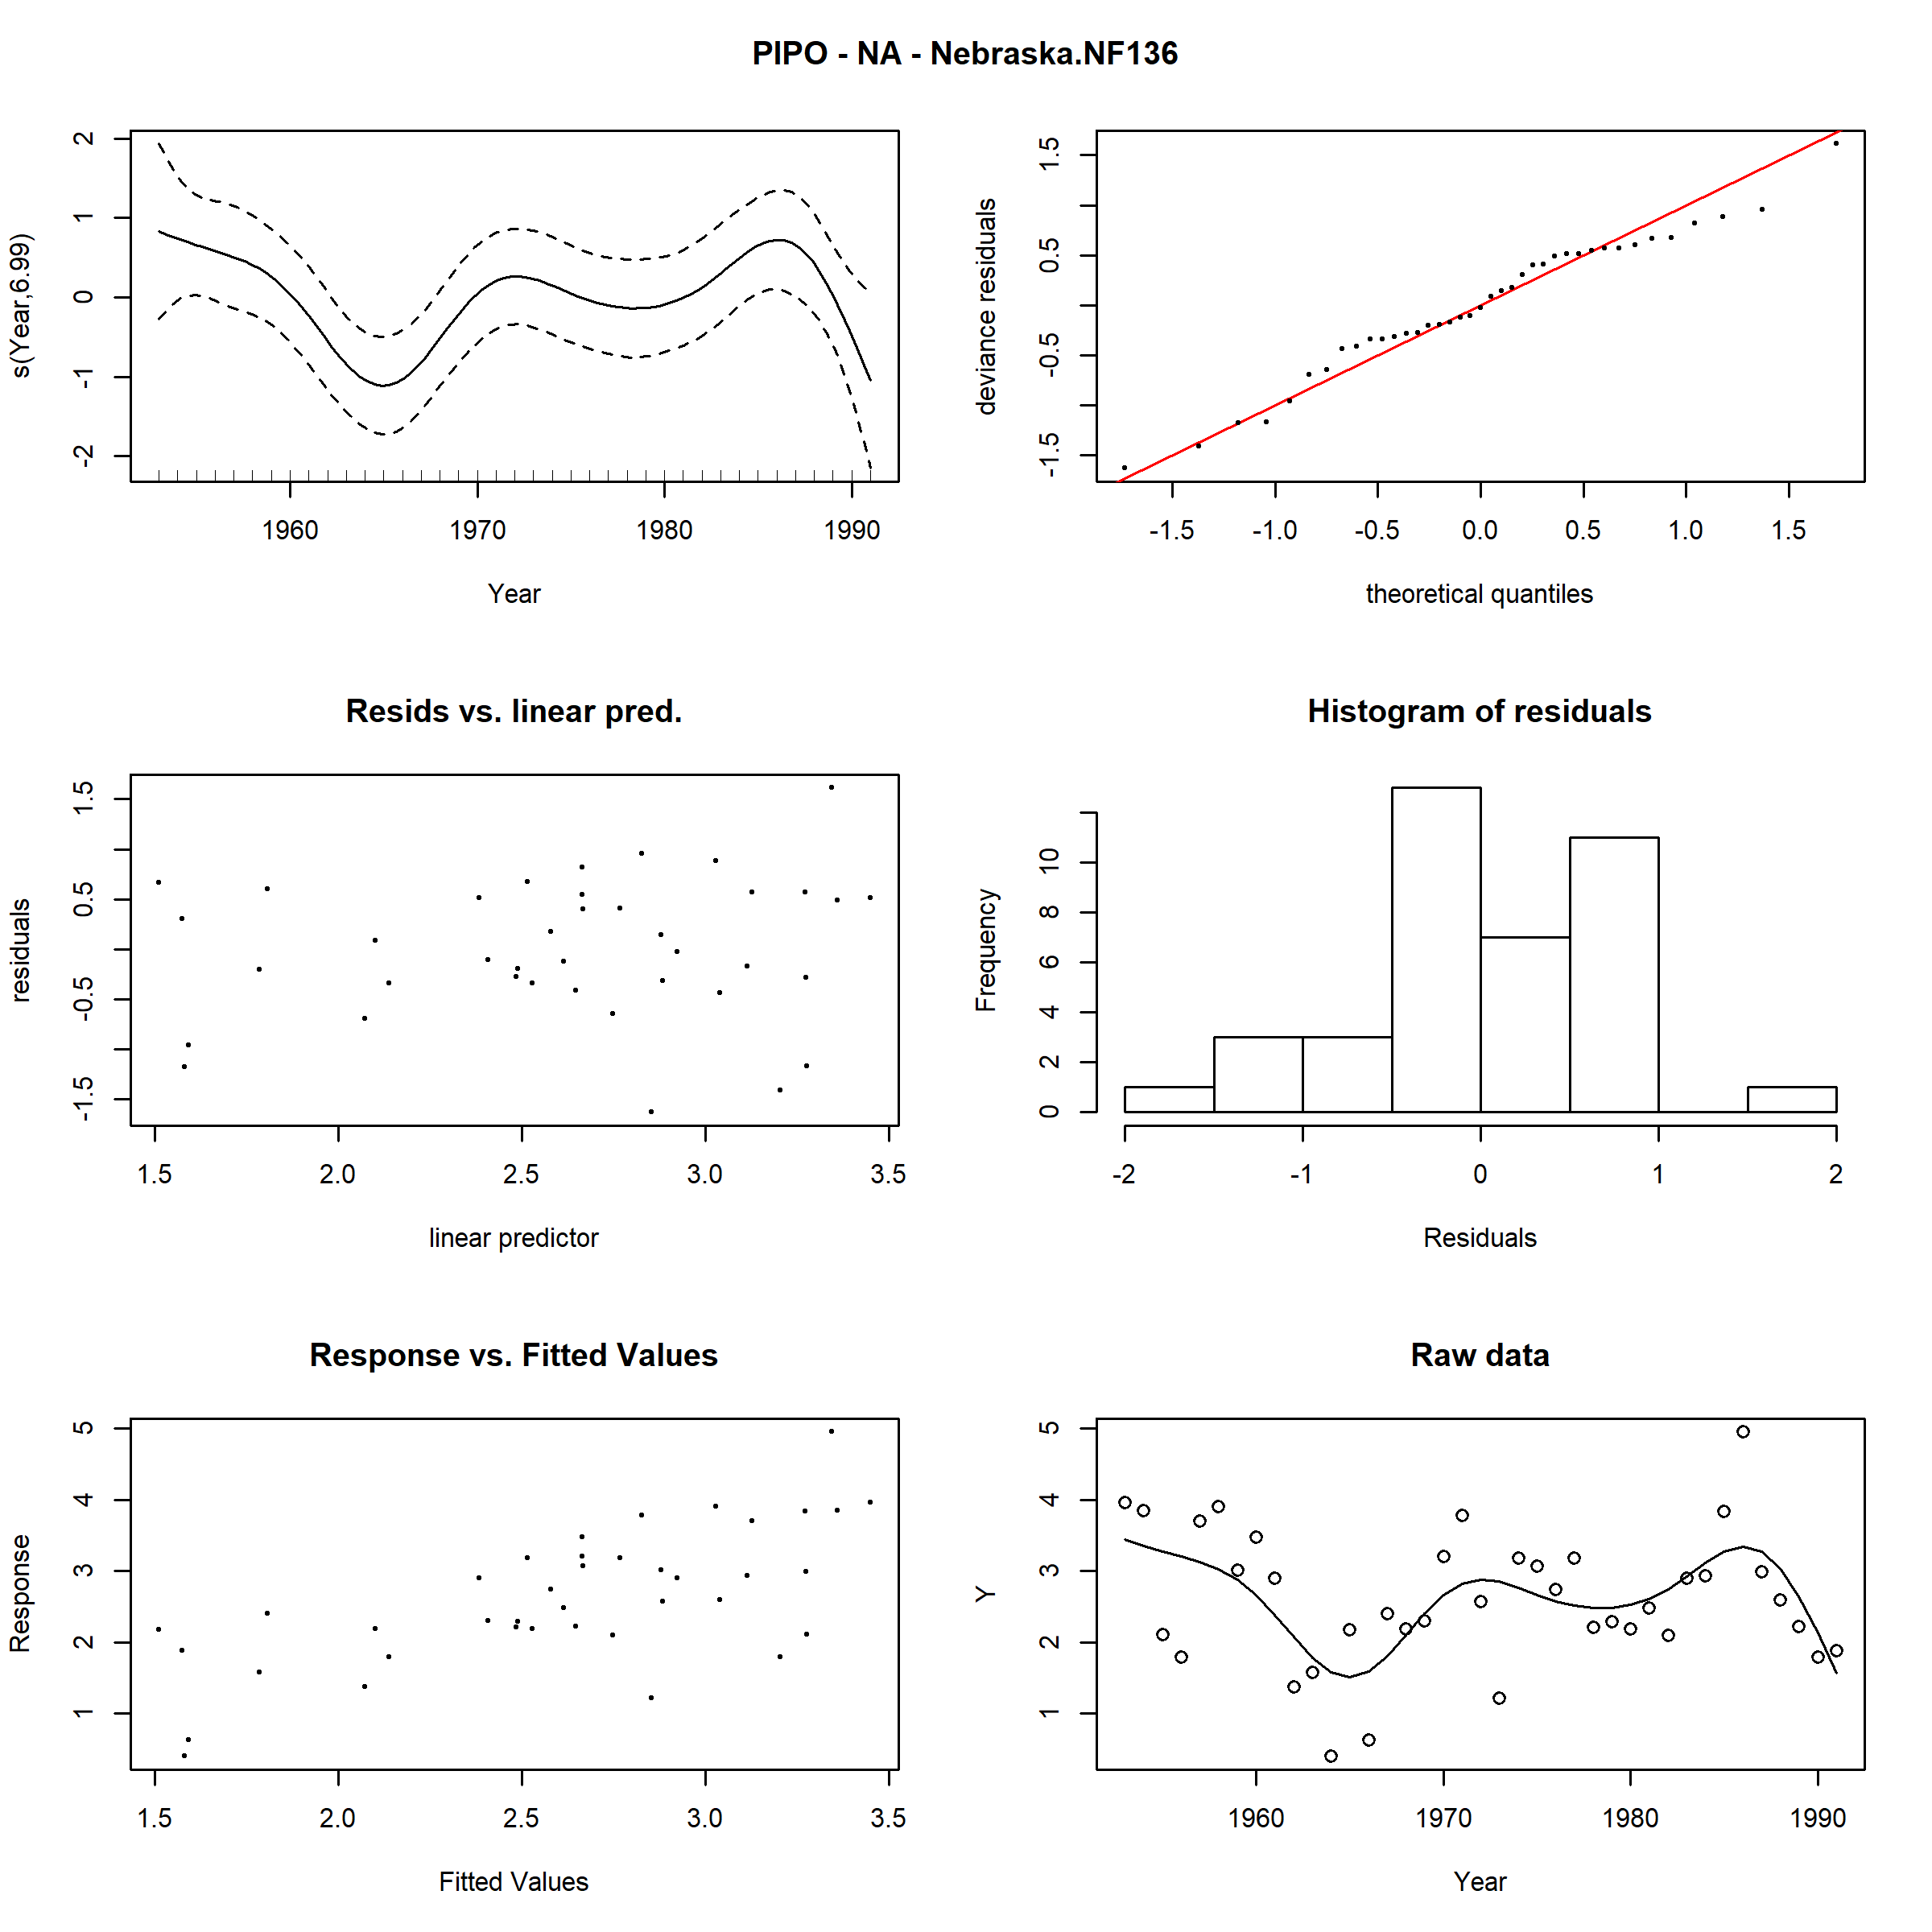 PIPO - NA - Nebraska.NF136
s(Year,6.99)
2
1
0
-1
-2
1960 1970 1980 1990
Year
deviance residuals
1.5
0.5
-0.5
-1.5
-1.5 -1.0 -0.5 0.0 0.5 1.0 1.5
theoretical quantiles
Resids vs. linear pred.
residuals
1.5
0.5
-0.5
-1.5
1.5 2.0 2.5 3.0 3.5
linear predictor
Histogram of residuals
Frequency
10
8
6
4
2
0
-2 -1 0 1 2
Residuals
Response vs. Fitted Values
Response
5
4
3
2
1
1.5 2.0 2.5 3.0 3.5
Fitted Values
Raw data
Y
5
4
3
2
1
1960 1970 1980 1990
Year